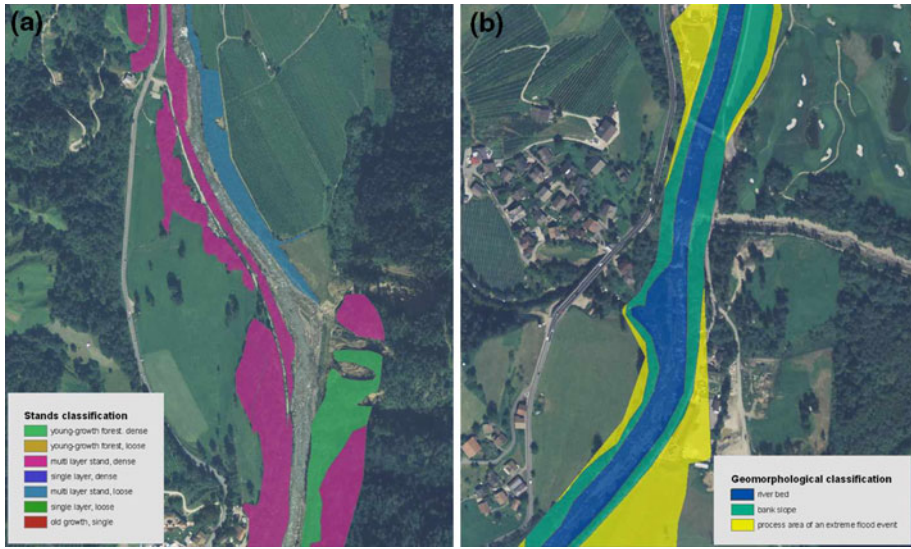 (a)
Stands classification
young-growth forest. dense
young-growth forest, loose
multi layer stand, dense
single layer, dense
multi layer stand, loose
single layer, loose
old growth, single
(b)
Geomorphological classification
river bed
bank slope
process area of an extreme flood event